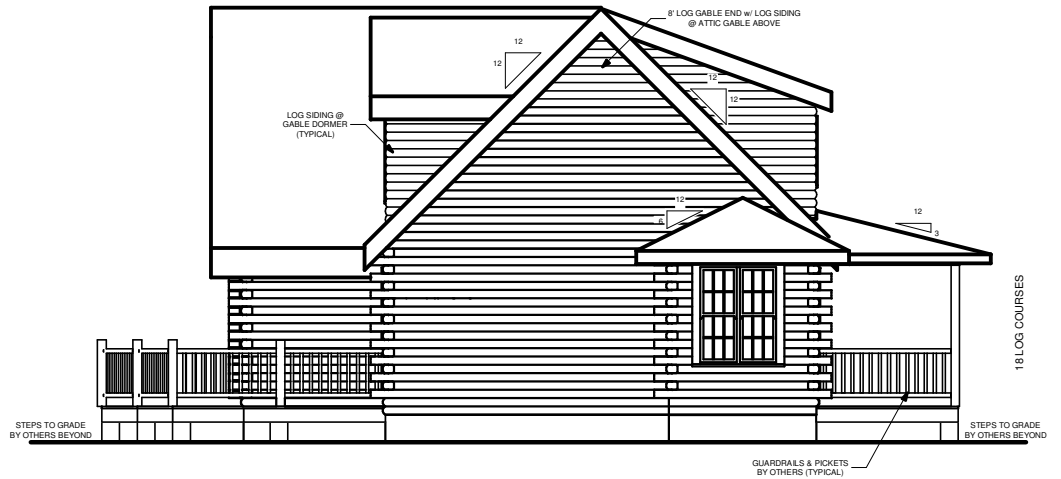 8' LOG GABLE END w/ LOG SIDING
@ ATTIC GABLE ABOVE
12
12
12
12
LOG SIDING @
GABLE DORMER
(TYPICAL)
12
6
12
3
18 LOG COURSES
STEPS TO GRADE
BY OTHERS BEYOND
STEPS TO GRADE
BY OTHERS BEYOND
GUARDRAILS & PICKETS
BY OTHERS (TYPICAL)